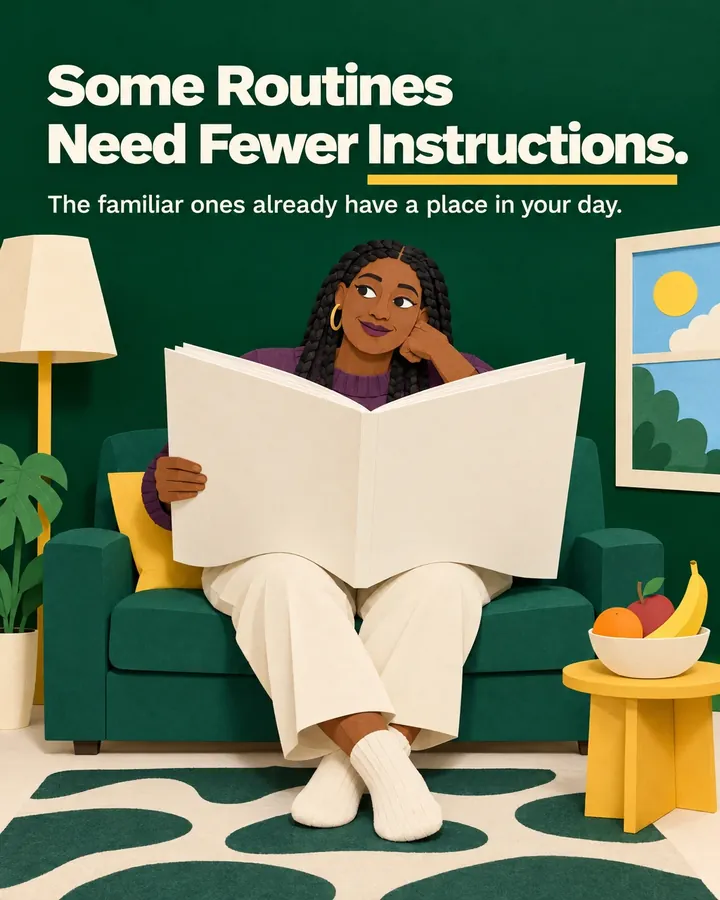 Some Routines
Need Fewer Instructions.
The familiar ones already have a place in your day.